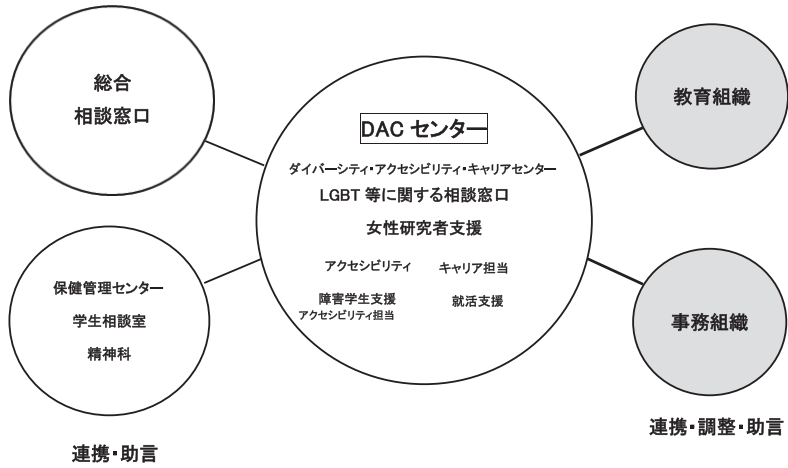 総合
相談窓口
保健管理センター
学生相談室
精神科
連携・助言
DAC センター
ダイバーシティ・アクセシビリティ・キャリアセンター
LGBT 等に関する相談窓口
女性研究者支援
アクセシビリティ
キャリア担当
障害学生支援
就活支援
アクセシビリティ担当
教育組織
事務組織
連携・調整・助言